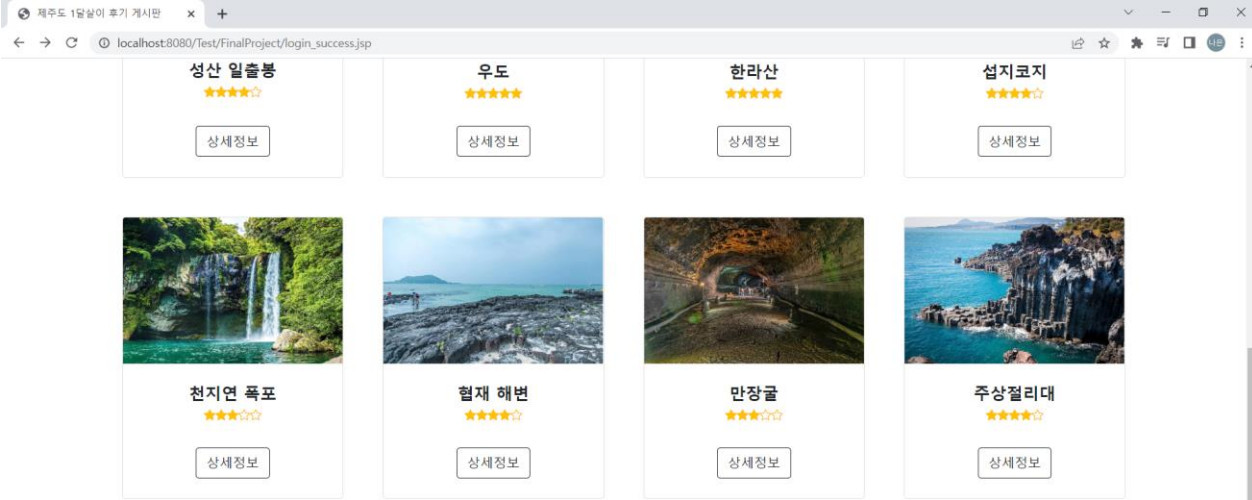 제주도 1달살이 후기 게시판
localhost:8080/Test/FinalProject/login_success.jsp
나든
성산 일출봉
우도
한라산
섭지코지
상세정보
상세정보
상세정보
상세정보
천지연 폭포
협재 해변
만장굴
주상절리대
상세정보
상세정보
상세정보
상세정보